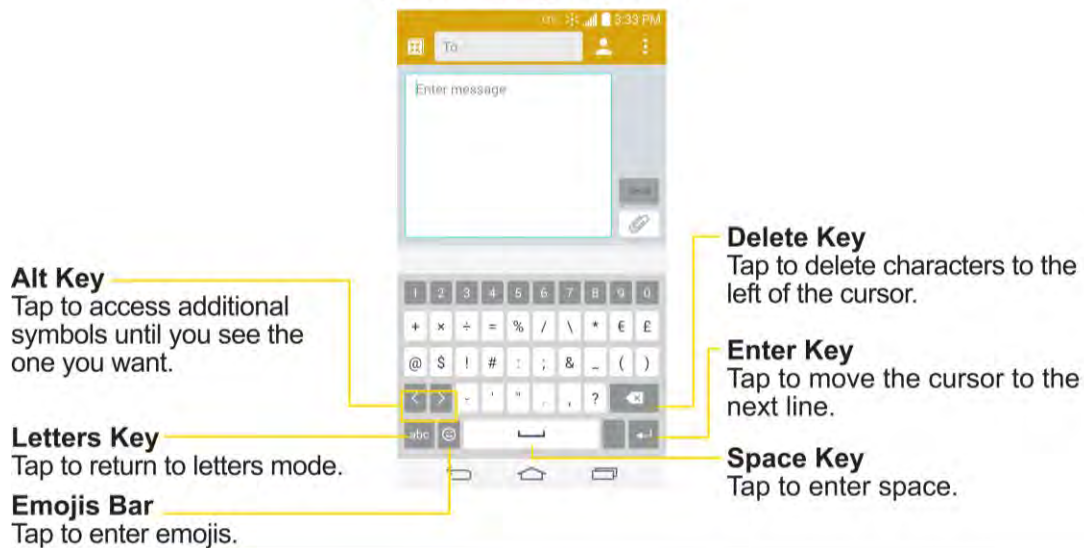 3:33 PM
To
Enter message
Delete Key
Tap to delete characters to the
left of the cursor.
Alt Key
Tap to access additional
symbols until you see the
one you want.
1 2 3 4 5 6 7 8 9 0
+ × ÷ = % / \ * € £
@ $ ! # : ; & _ ( )
< > - ' " . , ?
abc
Enter Key
Tap to move the cursor to the
next line.
Letters Key
Tap to return to letters mode.
Space Key
Tap to enter space.
Emojis Bar
Tap to enter emojis.